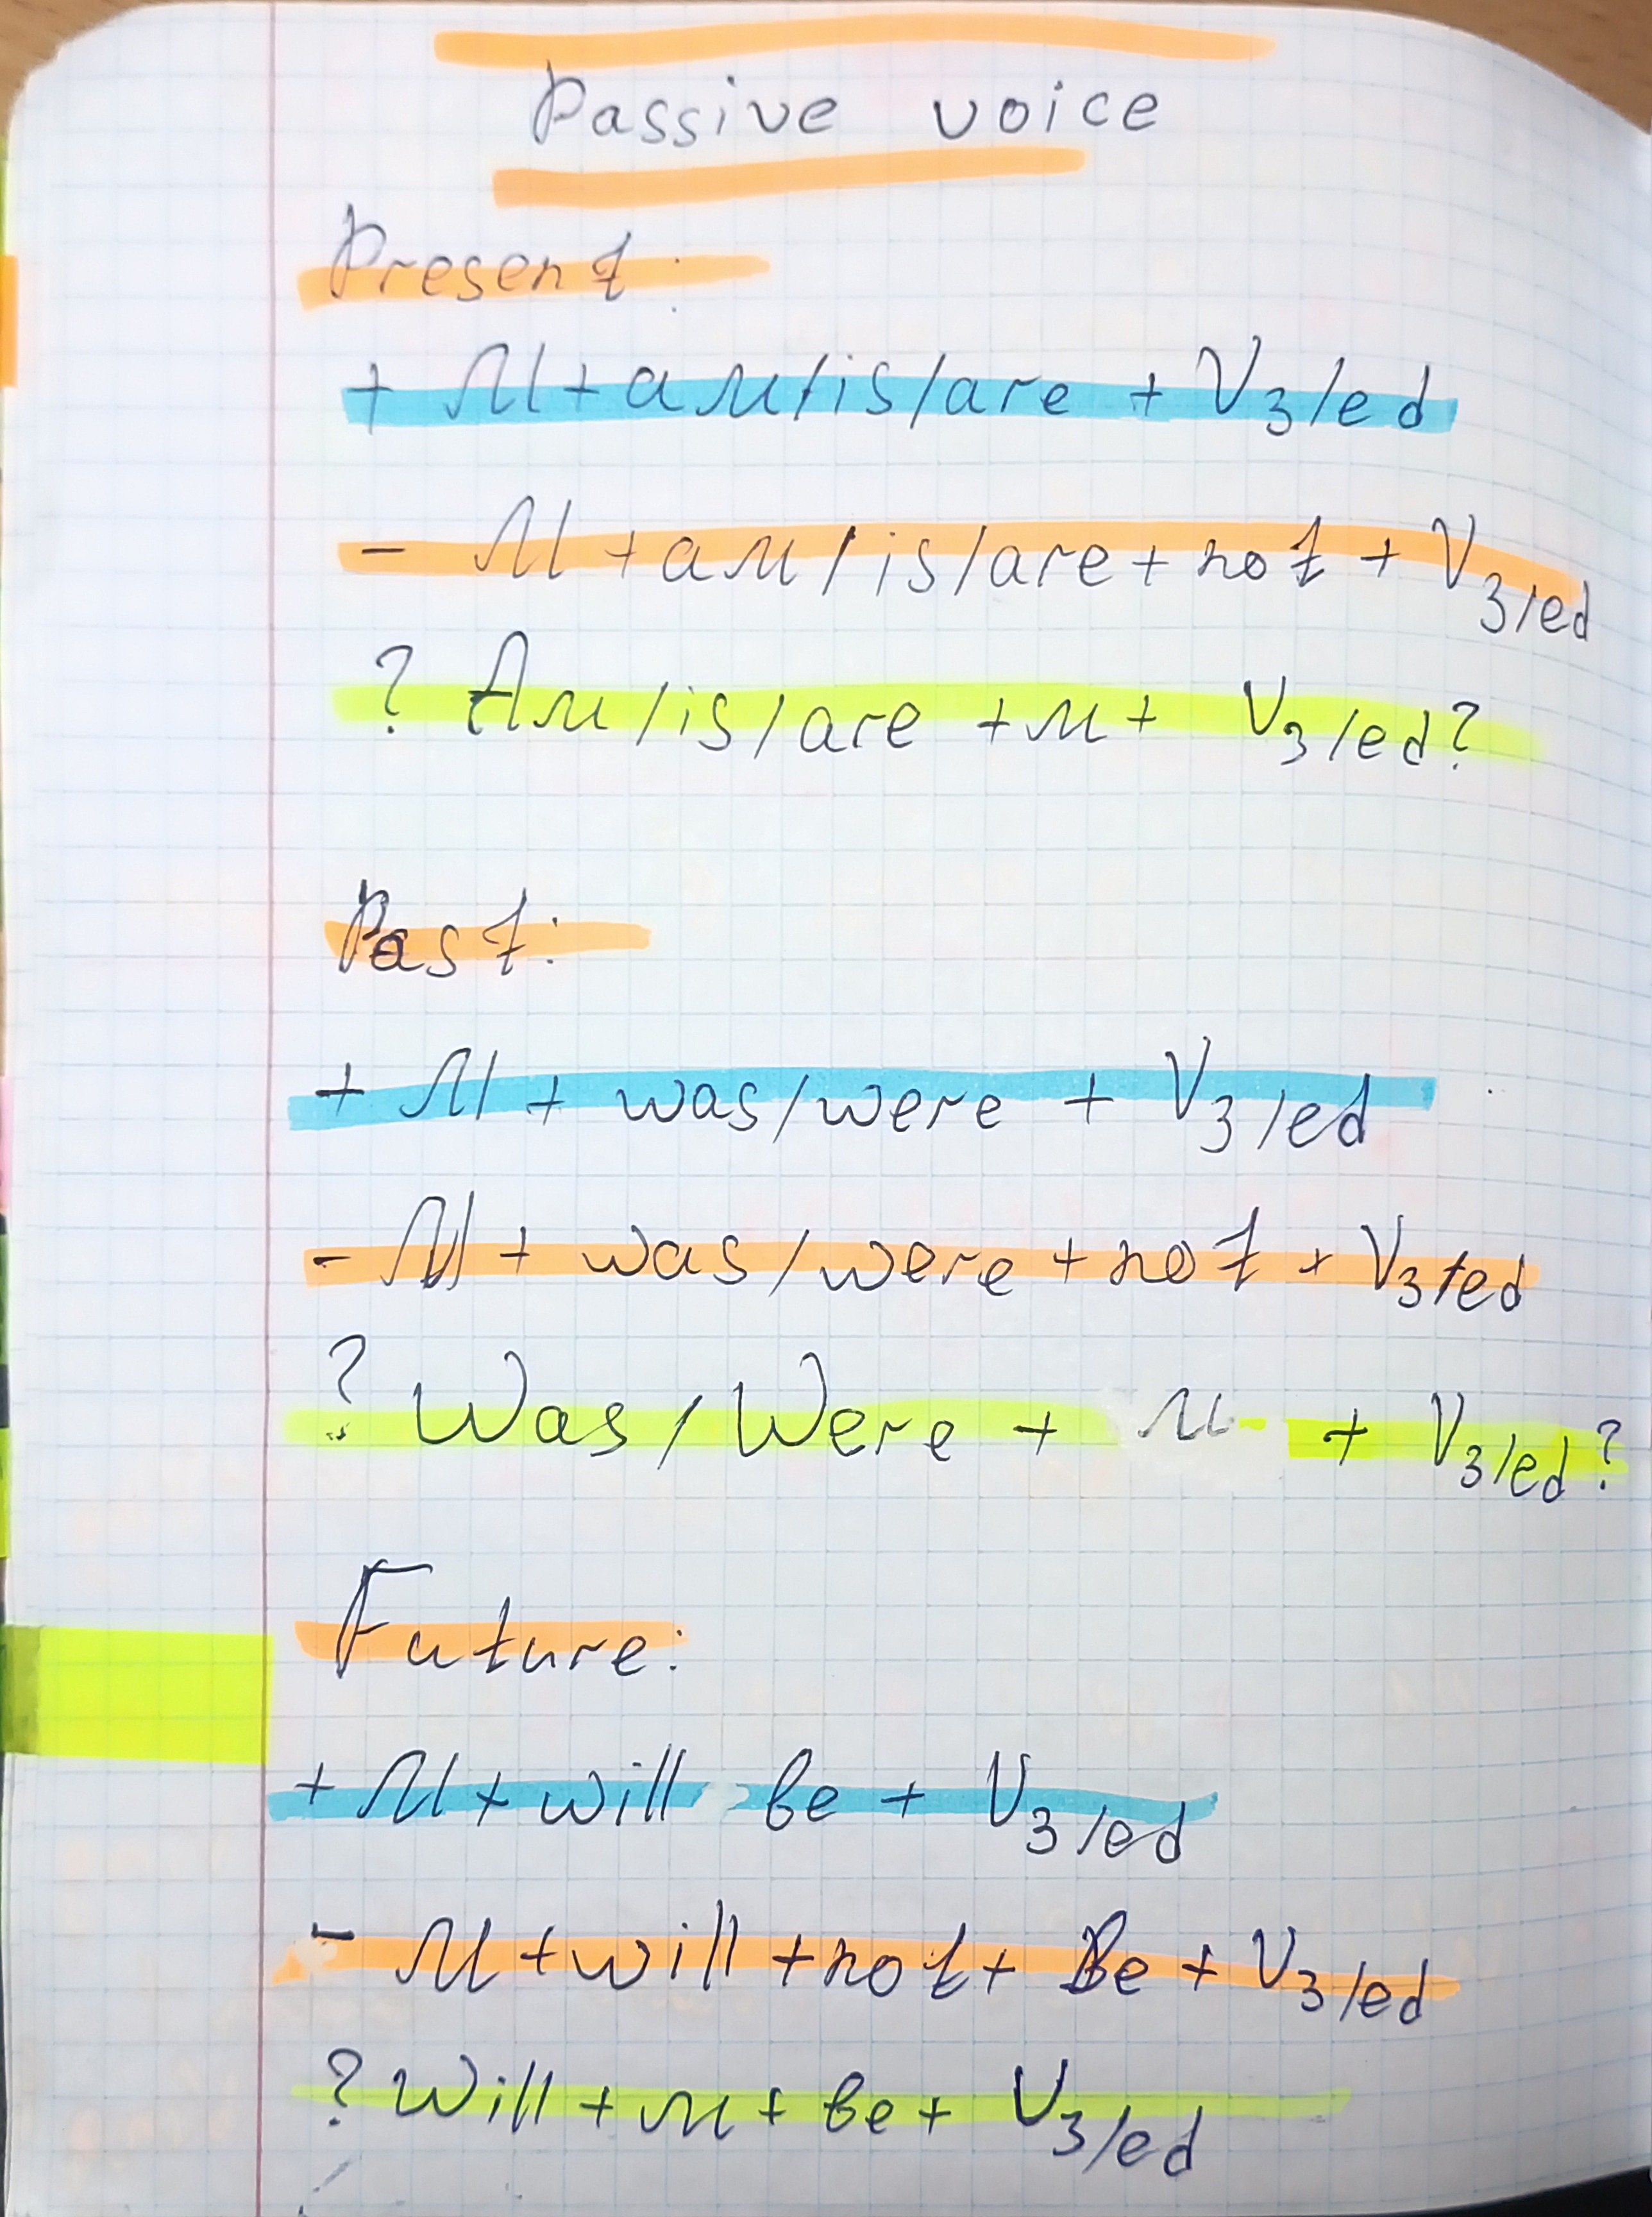 Passive voice
Present:
+ M + am/is/are + V3/ed
- M + am/is/are + not + V3/ed
? Am/is/are + м + V3/ed?
Past:
+ M + was/were + V3/ed
- M + was/were + not + V3/ed
? Was/Were + м + V3/ed?
Future:
+ M + will be + V3/ed
- M + will + not + Be + V3/ed
? Will + м + be + V3/ed